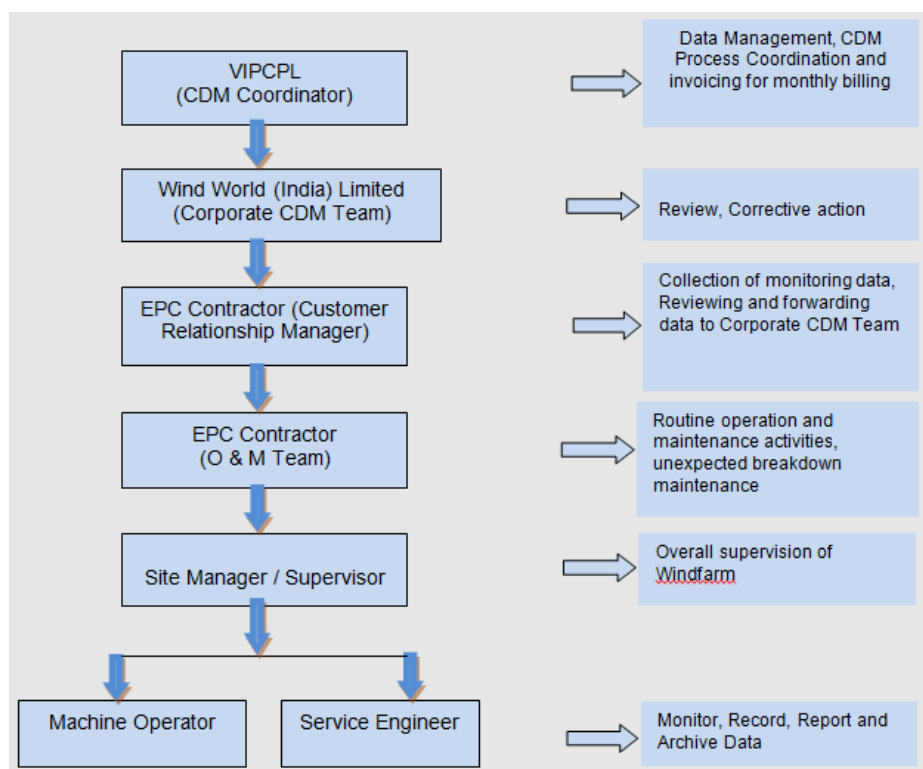 VIPCPL
(CDM Coordinator)
Data Management, CDM
Process Coordination and
invoicing for monthly billing
Wind World (India) Limited
(Corporate CDM Team)
Review, Corrective action
EPC Contractor (Customer
Relationship Manager)
Collection of monitoring data,
Reviewing and forwarding
data to Corporate CDM Team
EPC Contractor
(O & M Team)
Routine operation and
maintenance activities,
unexpected breakdown
maintenance
Site Manager / Supervisor
Overall supervision of
Windfarm
Machine Operator
Service Engineer
Monitor, Record, Report and
Archive Data